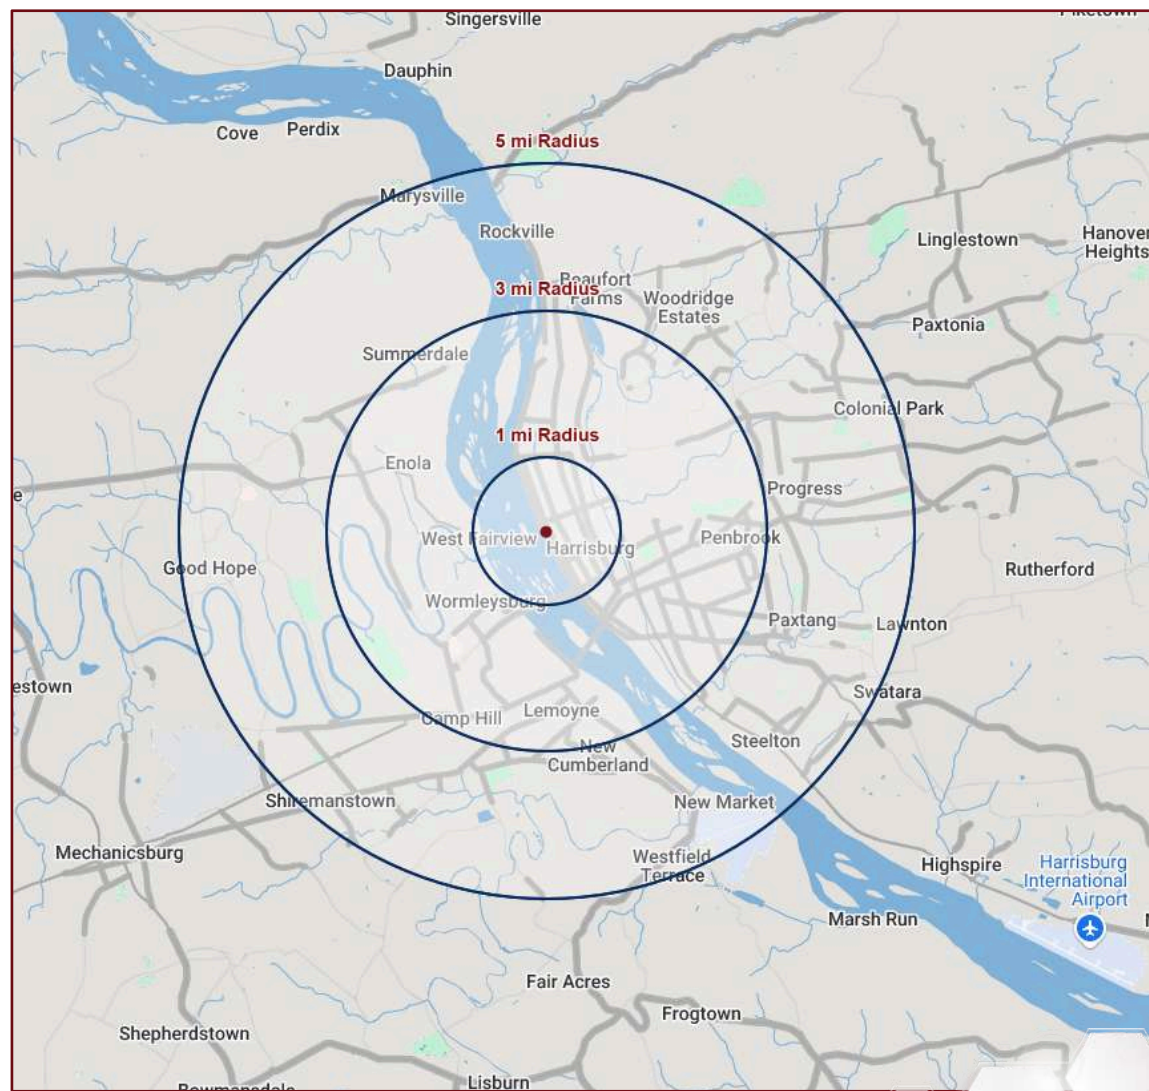 Singersville
Dauphin
Cove
Perdix
5 mi Radius
Marysville
Rockville
Linglestown
Hanover
Heights
Beaufort
Farms
3 mi Radius
Woodridge
Estates
Paxtonia
Summerdale
Colonial Park
1 mi Radius
Enola
Progress
West Fairview
Harrisburg
Penbrook
Good Hope
Rutherford
Wormleysburg
Paxtang
Lawnton
estown
Swatara
Camp Hill
Lemoyne
Steelton
New
Cumberland
Shiremanstown
New Market
Mechanicsburg
Westfield
Terrace
Highspire
Harrisburg
International
Airport
Marsh Run
Fair Acres
Frogtown
Shepherdstown
Lisburn